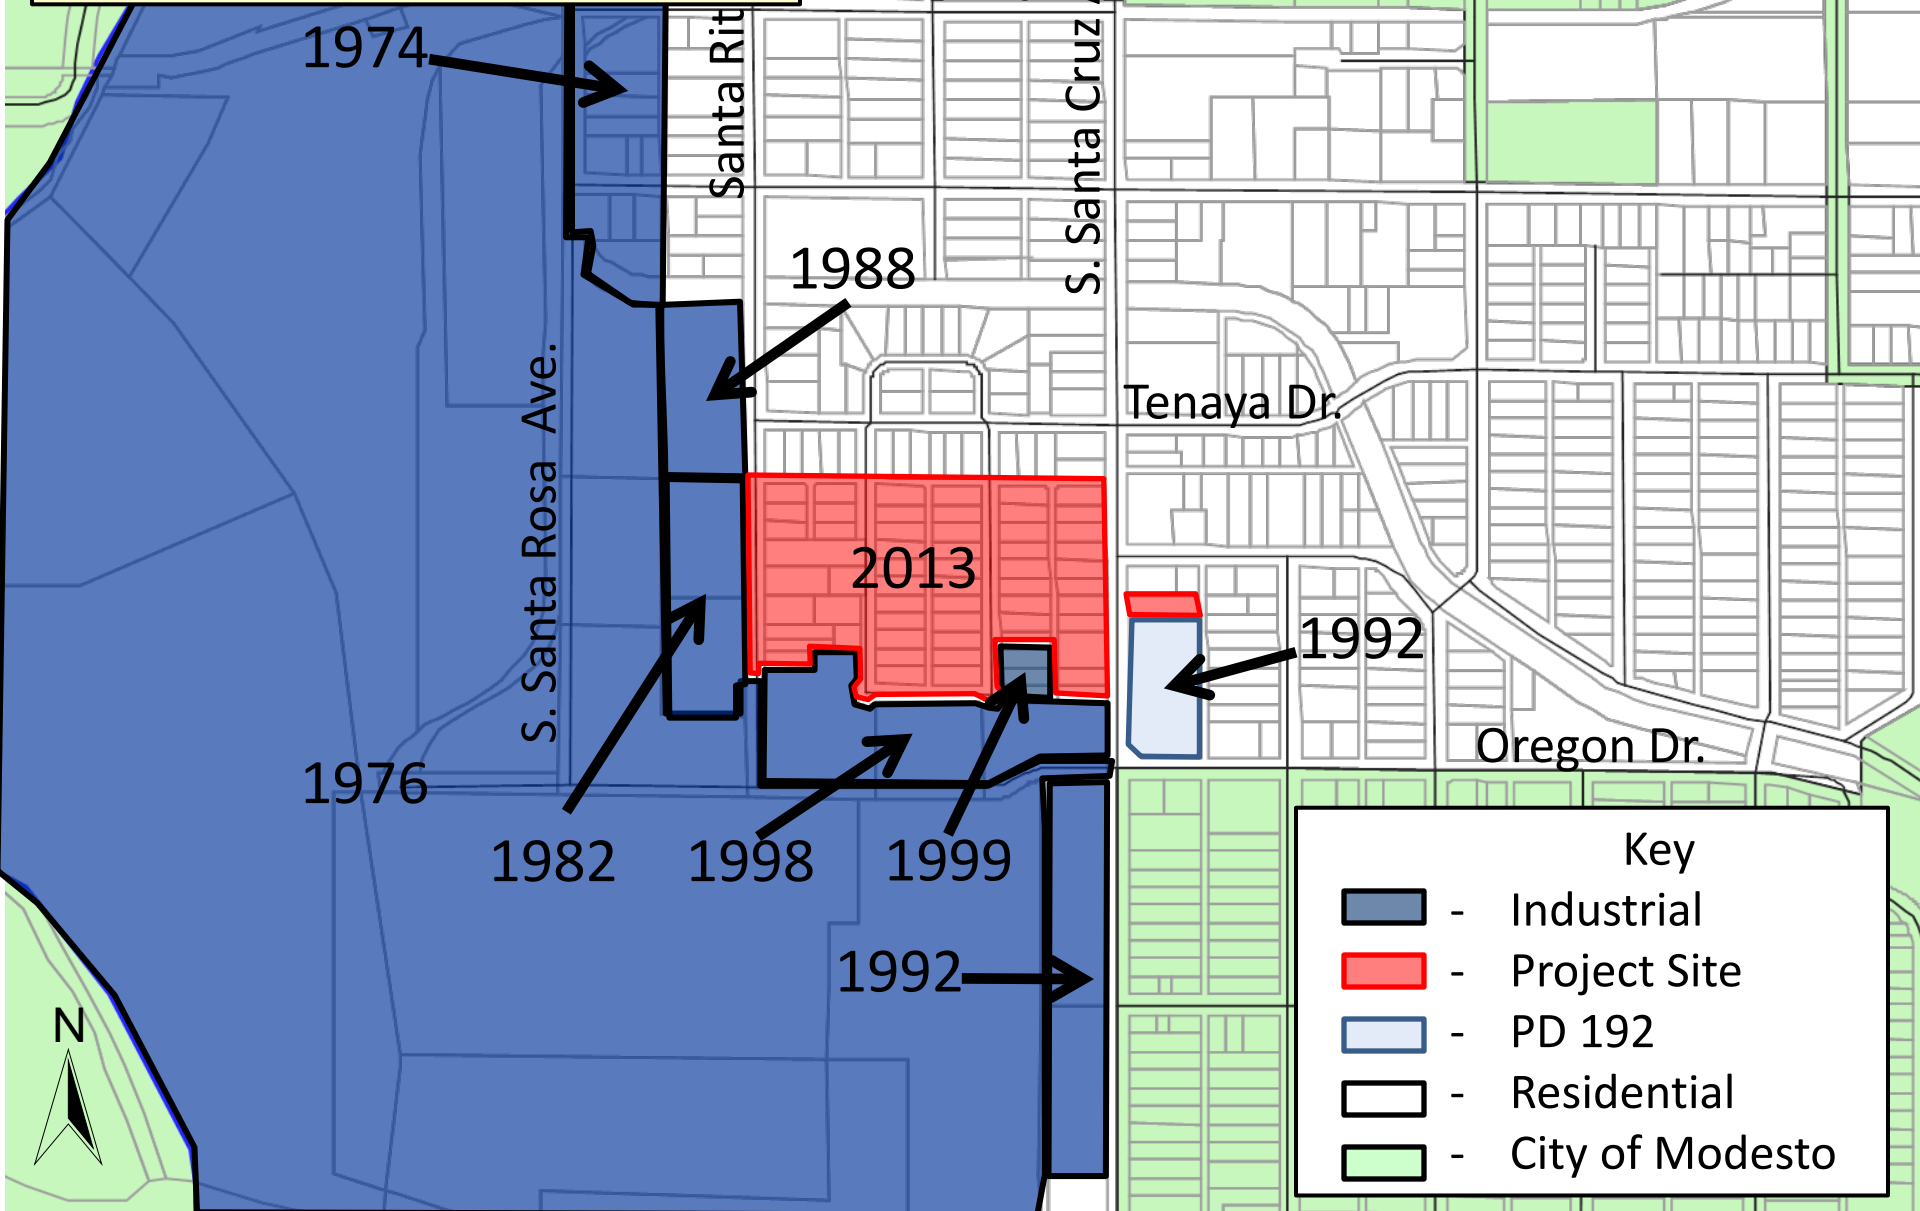 1974
Santa Rit
S. Santa Cruz
1988
S. Santa Rosa Ave.
Tenaya Dr.
2013
1992
Oregon Dr.
1976
1982
1998
1999
1992
N
Key
- Industrial
- Project Site
- PD 192
- Residential
- City of Modesto